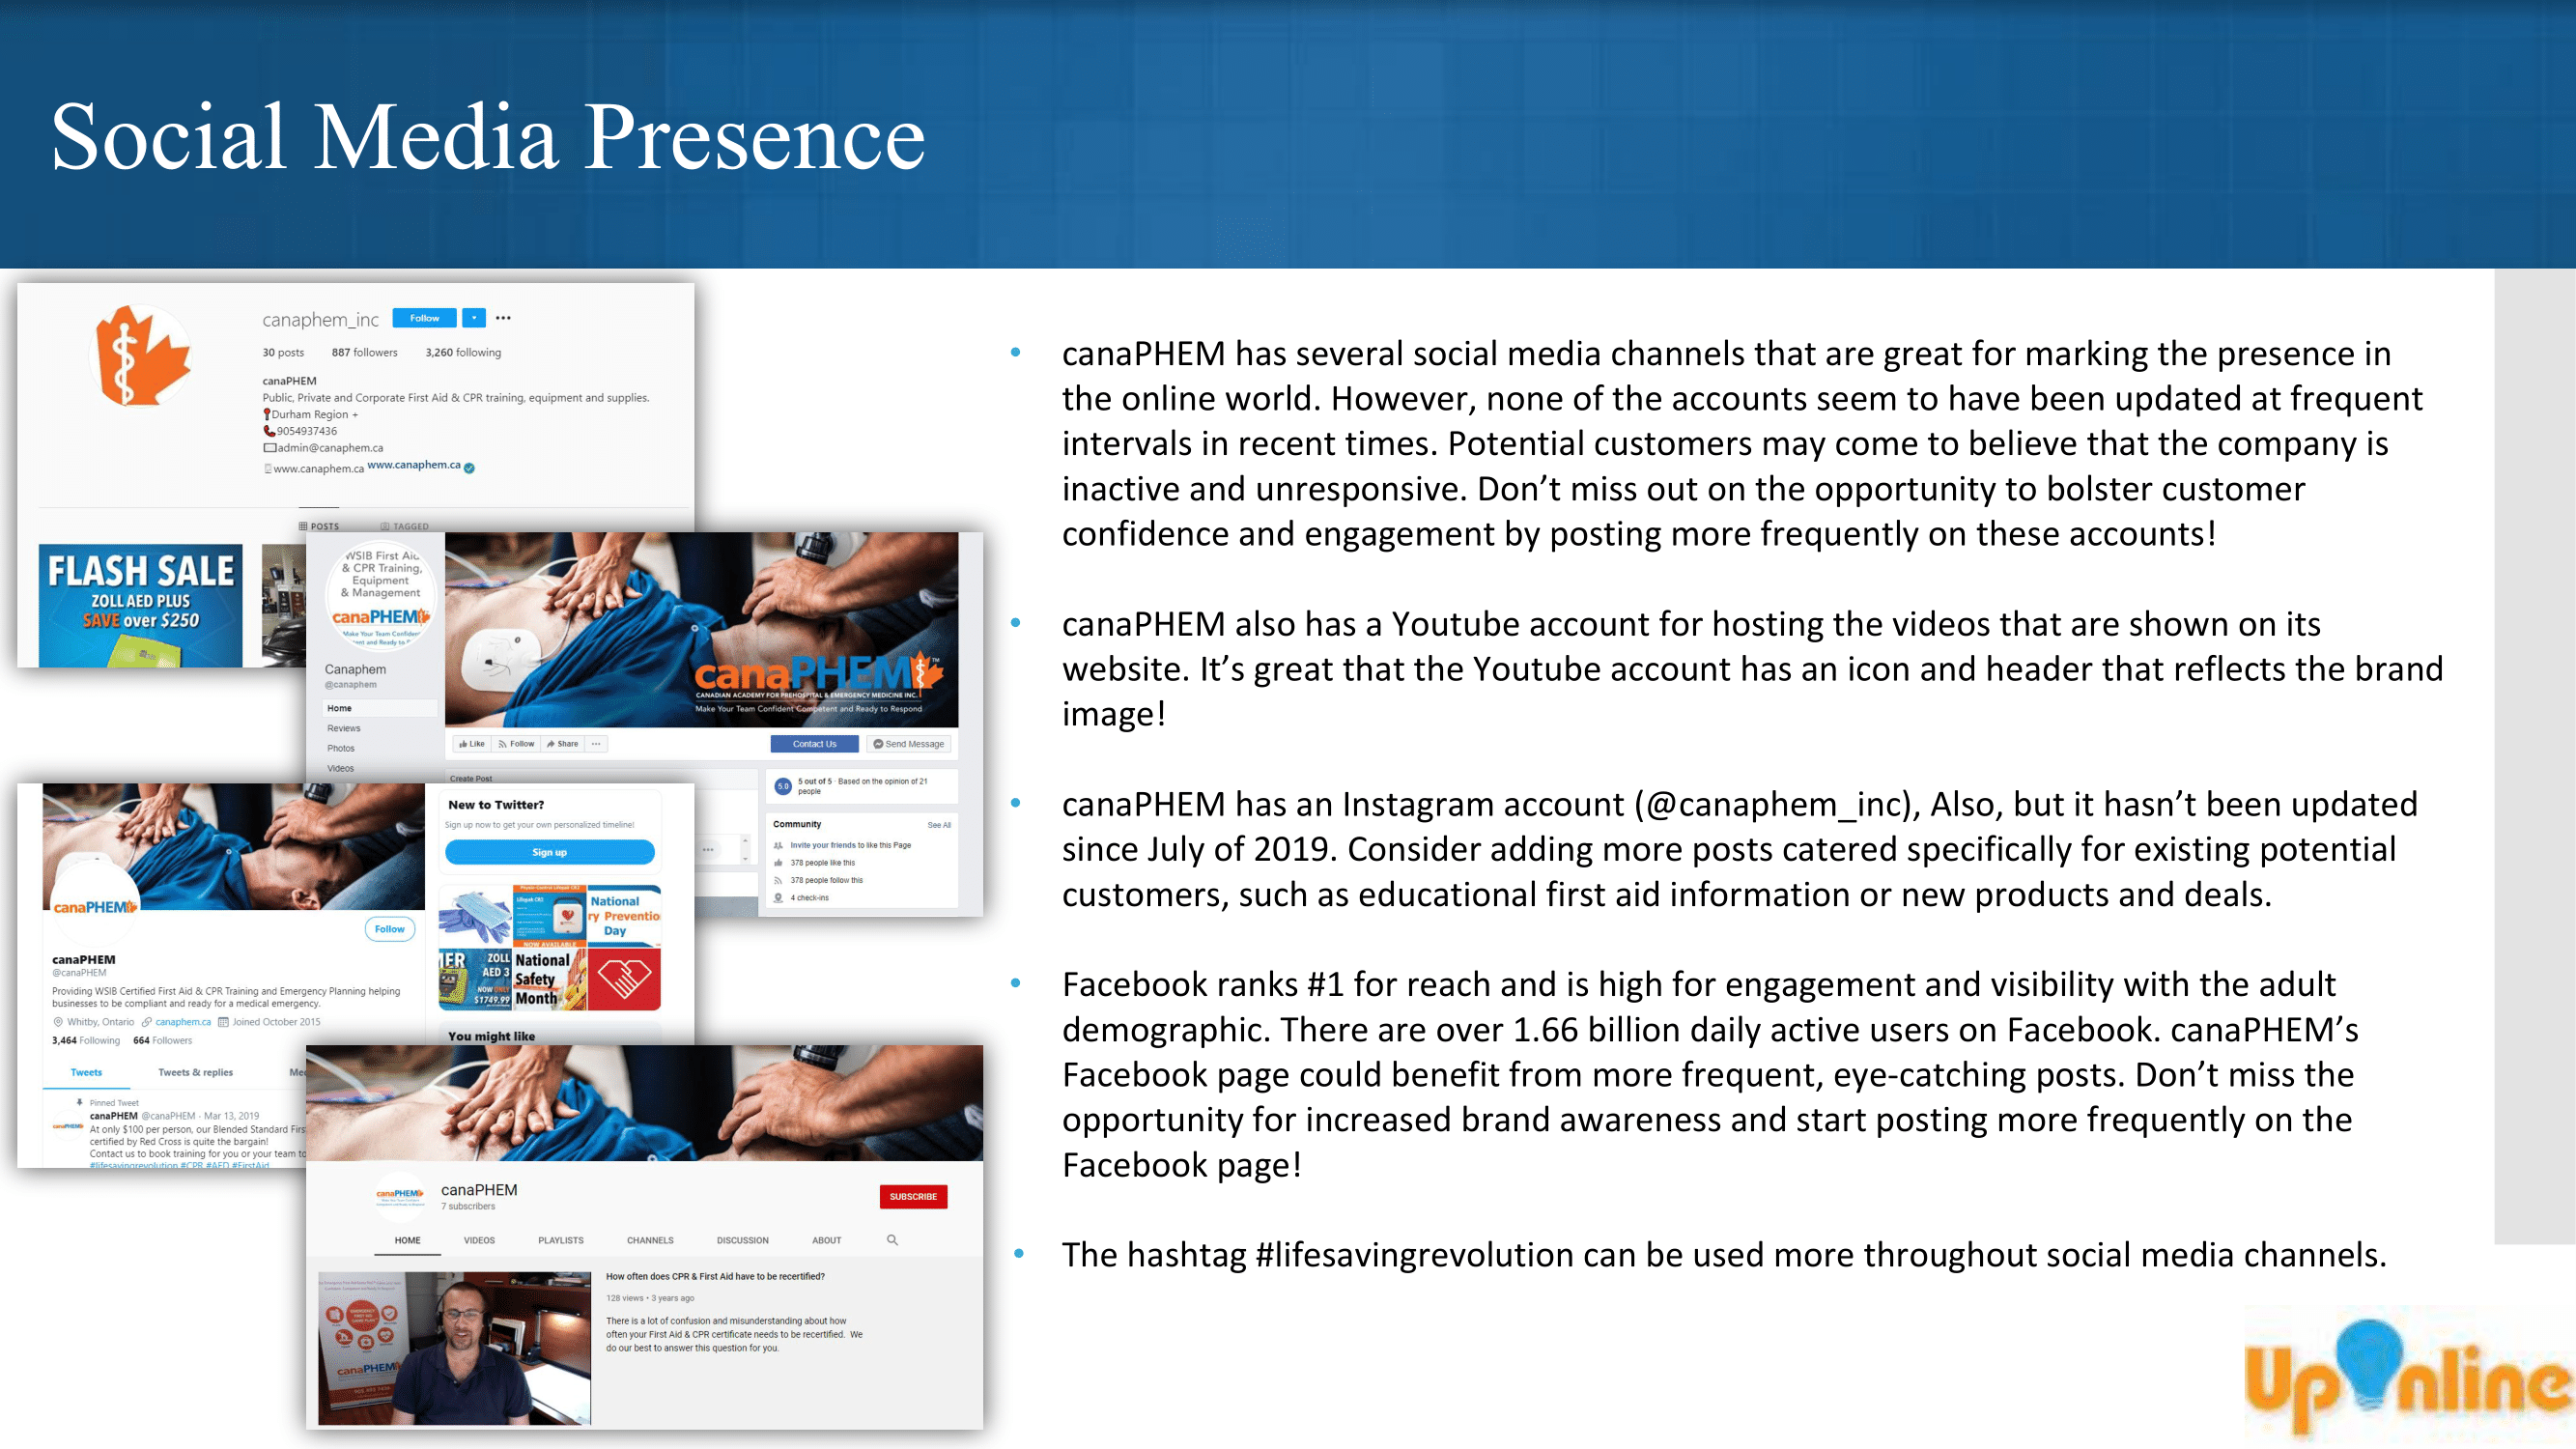 Social Media Presence
canaphem_inc Follow
30 posts 887 followers 3,260 following
canaPHEM
Public, Private and Corporate First Aid & CPR training, equipment and supplies.
Durham Region +
9054937436
admin@canaphem.ca
www.canaphem.ca www.canaphem.ca
POSTS TAGGED
FLASH SALE
ZOLL AED PLUS
SAVE over $250
WSIB First Aid
& CPR Training,
Equipment
& Management
canaPHEM
Canaphem
@canaphem
Home
Reviews
Photos
Videos
canaPHEM™
CANADIAN ACADEMY FOR PREHOSPITAL & EMERGENCY MEDICINE INC.
Make Your Team Confident Competent and Ready to Respond
Like Follow Share ...
Contact Us Send Message
Create Post
5.0 5 out of 5 · Based on the opinion of 21
people
Community See All
Invite your friends to like this Page
378 people like this
378 people follow this
4 check-ins
canaPHEM
Follow
canaPHEM
@canaPHEM
Providing WSIB Certified First Aid & CPR Training and Emergency Planning helping
businesses to be compliant and ready for a medical emergency.
Whitby, Ontario canaphem.ca Joined October 2015
3,464 Following 664 Followers
Tweets Tweets & replies Med
Pinned Tweet
canaPHEM @canaPHEM · Mar 13, 2019
At only $100 per person, our Blended Standard Firs
certified by Red Cross is quite the bargain!
Contact us to book training for you or your team to
#lifesavingrevolution #CPR #AED #FirstAid
New to Twitter?
Sign up now to get your own personalized timeline!
Sign up
NOW AVAILABLE
National
ry Preventio
Day
ER ZOLL
AED 3
NOW ONLY
$1749.99
National
Safety
Month
You might like
canaPHEM
canaPHEM
7 subscribers
SUBSCRIBE
HOME VIDEOS PLAYLISTS CHANNELS DISCUSSION ABOUT
How often does CPR & First Aid have to be recertified?
128 views • 3 years ago
There is a lot of confusion and misunderstanding about how
often your First Aid & CPR certificate needs to be recertified. We
do our best to answer this question for you.
canaPHEM
• canaPHEM has several social media channels that are great for marking the presence in
the online world. However, none of the accounts seem to have been updated at frequent
intervals in recent times. Potential customers may come to believe that the company is
inactive and unresponsive. Don’t miss out on the opportunity to bolster customer
confidence and engagement by posting more frequently on these accounts!
• canaPHEM also has a Youtube account for hosting the videos that are shown on its
website. It’s great that the Youtube account has an icon and header that reflects the brand
image!
• canaPHEM has an Instagram account (@canaphem_inc), Also, but it hasn’t been updated
since July of 2019. Consider adding more posts catered specifically for existing potential
customers, such as educational first aid information or new products and deals.
• Facebook ranks #1 for reach and is high for engagement and visibility with the adult
demographic. There are over 1.66 billion daily active users on Facebook. canaPHEM’s
Facebook page could benefit from more frequent, eye-catching posts. Don’t miss the
opportunity for increased brand awareness and start posting more frequently on the
Facebook page!
• The hashtag #lifesavingrevolution can be used more throughout social media channels.
UpOnline